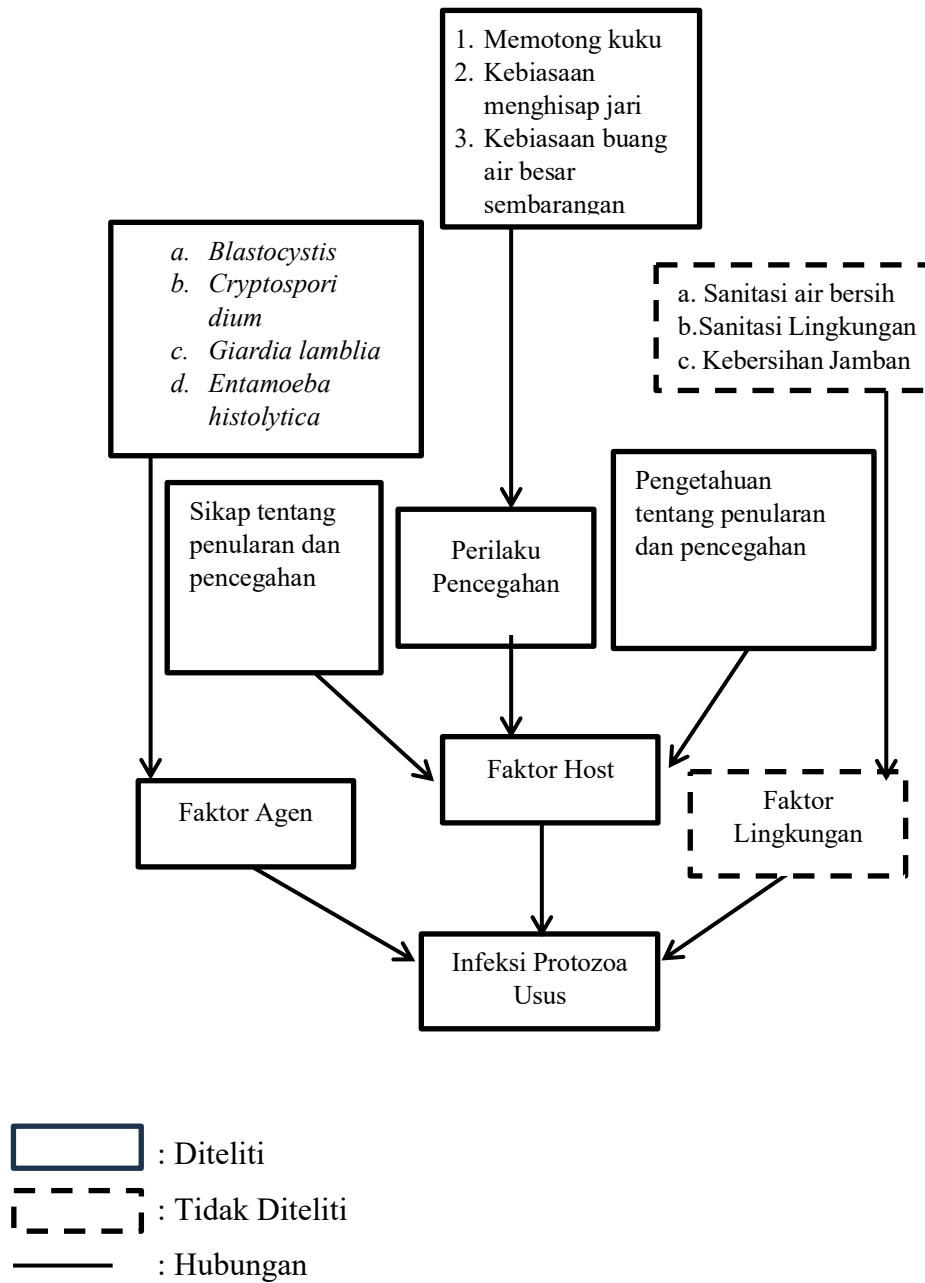 1. Memotong kuku
2. Kebiasaan
menghisap jari
3. Kebiasaan buang
air besar
sembarangan
a. Blastocystis
b. Cryptospori
dium
c. Giardia lamblia
d. Entamoeba
histolytica
a. Sanitasi air bersih
b.Sanitasi Lingkungan
c. Kebersihan Jamban
Sikap tentang
penularan dan
pencegahan
Perilaku
Pencegahan
Pengetahuan
tentang penularan
dan pencegahan
Faktor Agen
Faktor Host
Faktor
Lingkungan
Infeksi Protozoa
Usus
: Diteliti
: Tidak Diteliti
: Hubungan